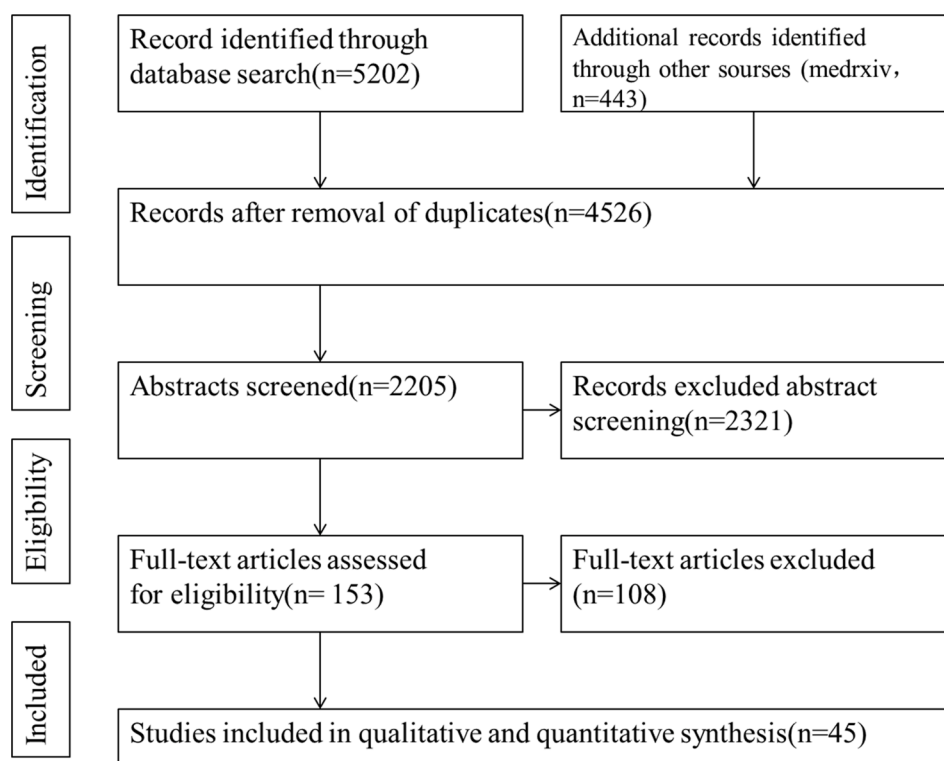 Identification
Record identified through
database search(n=5202)
Additional records identified
through other sourses (medrxiv，
n=443)
Records after removal of duplicates(n=4526)
Screening
Abstracts screened(n=2205)
Records excluded abstract
screening(n=2321)
Eligibility
Full-text articles assessed
for eligibility(n= 153)
Full-text articles excluded
(n=108)
Included
Studies included in qualitative and quantitative synthesis(n=45)